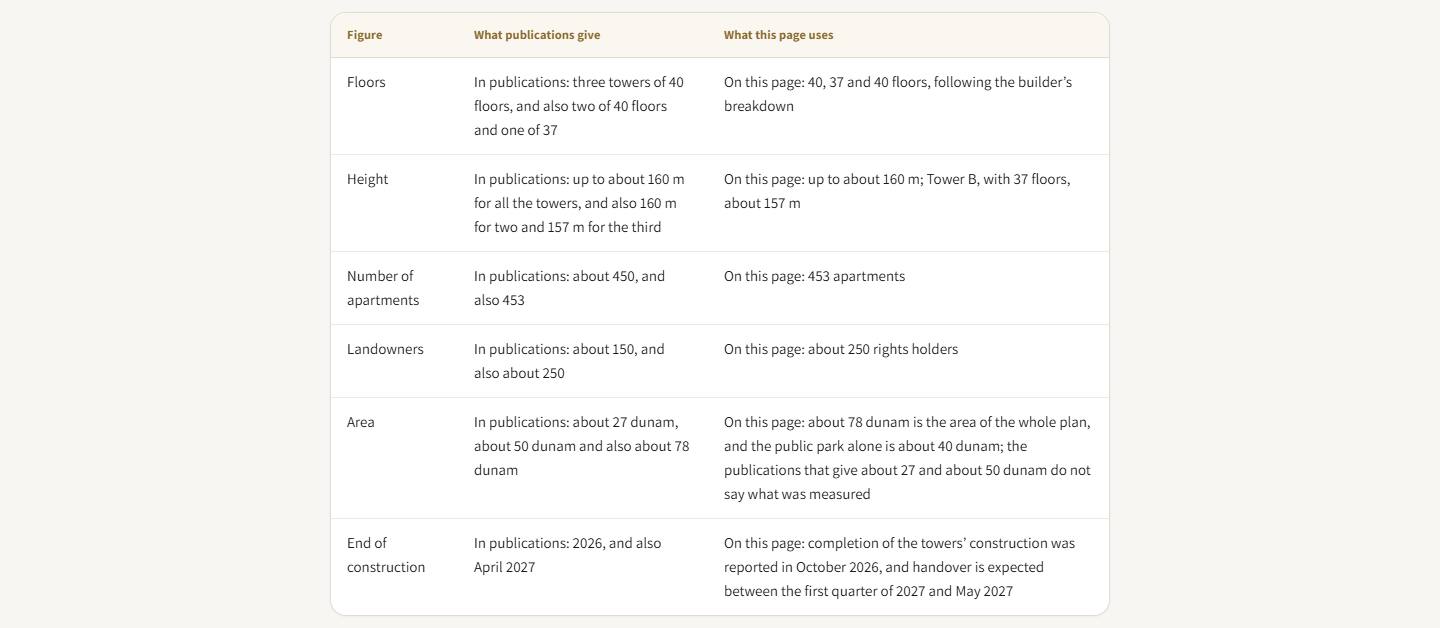 Figure
What publications give
What this page uses
Floors
In publications: three towers of 40
floors, and also two of 40 floors
and one of 37
On this page: 40, 37 and 40 floors, following the builder’s
breakdown
Height
In publications: up to about 160 m
for all the towers, and also 160 m
for two and 157 m for the third
On this page: up to about 160 m; Tower B, with 37 floors,
about 157 m
Number of
apartments
In publications: about 450, and
also 453
On this page: 453 apartments
Landowners
In publications: about 150, and
also about 250
On this page: about 250 rights holders
Area
In publications: about 27 dunam,
about 50 dunam and also about 78
dunam
On this page: about 78 dunam is the area of the whole plan,
and the public park alone is about 40 dunam; the
publications that give about 27 and about 50 dunam do not
say what was measured
End of
construction
In publications: 2026, and also
April 2027
On this page: completion of the towers’ construction was
reported in October 2026, and handover is expected
between the first quarter of 2027 and May 2027